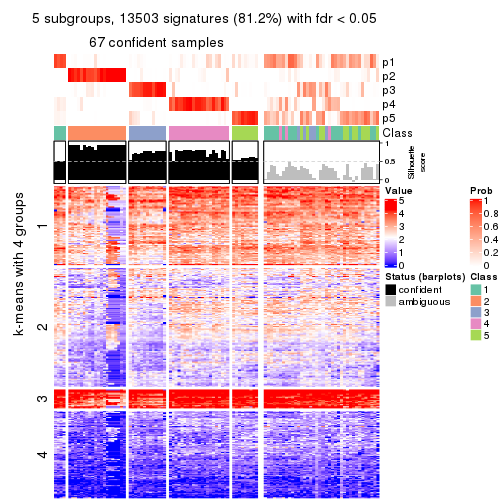 5 subgroups, 13503 signatures (81.2%) with fdr < 0.05
67 confident samples
p1
p2
p3
p4
p5
Class
1
0.5
0
Silhouette
score
k-means with 4 groups
1
2
3
4
Value
5
4
3
2
1
0
Prob
1
0.8
0.6
0.4
0.2
0
Status (barplots)
confident
ambiguous
Class
1
2
3
4
5